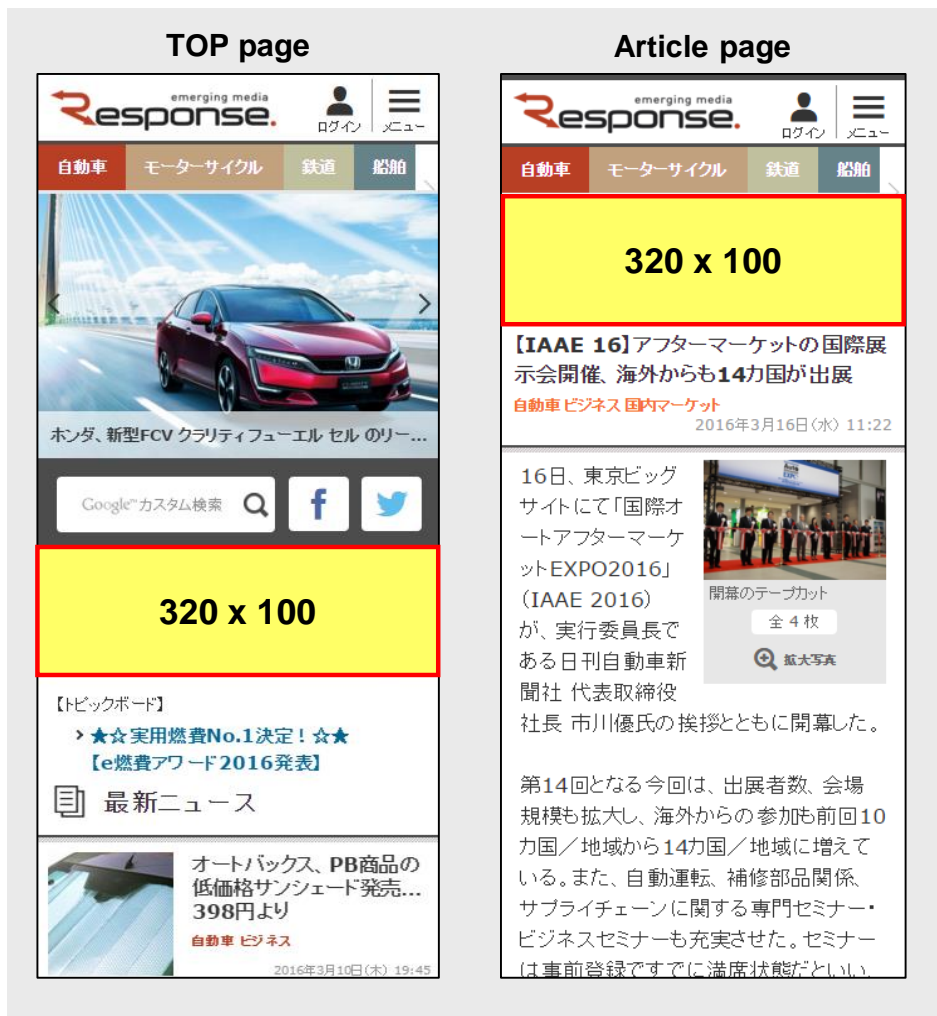 TOP page
emerging media
Response.
ログイン
メニュー
自動車
モーターサイクル
鉄道
船舶
ホンダ、新型FCV クラリティ フューエル セル のリー...
Google™カスタム検索
320 x 100
【トピックボード】
★☆実用燃費No.1決定!☆★
【e燃費アワード2016発表】
最新ニュース
オートバックス、PB商品の
低価格サンシェード発売...
398円より
自動車 ビジネス
2016年3月10日(木) 19:45
Article page
emerging media
Response.
ログイン
メニュー
自動車
モーターサイクル
鉄道
船舶
320 x 100
【IAAE 16】アフターマーケットの国際展
示会開催、海外からも14カ国が出展
自動車 ビジネス 国内マーケット
2016年3月16日(水) 11:22
16日、東京ビッグ
サイトにて「国際オ
ートアフターマーケ
ットEXPO2016」
(IAAE 2016)
が、実行委員長で
ある日刊自動車新
聞社 代表取締役
社長 市川優氏の挨拶とともに開幕した。
開幕のテープカット
全 4 枚
拡大写真
第14回となる今回は、出展者数、会場
規模も拡大し、海外からの参加も前回10
カ国/地域から14カ国/地域に増えて
いる。また、自動運転、補修部品関係、
サプライチェーンに関する専門セミナー・
ビジネスセミナーも充実させた。セミナー
は事前登録ですでに満席状態だといい、